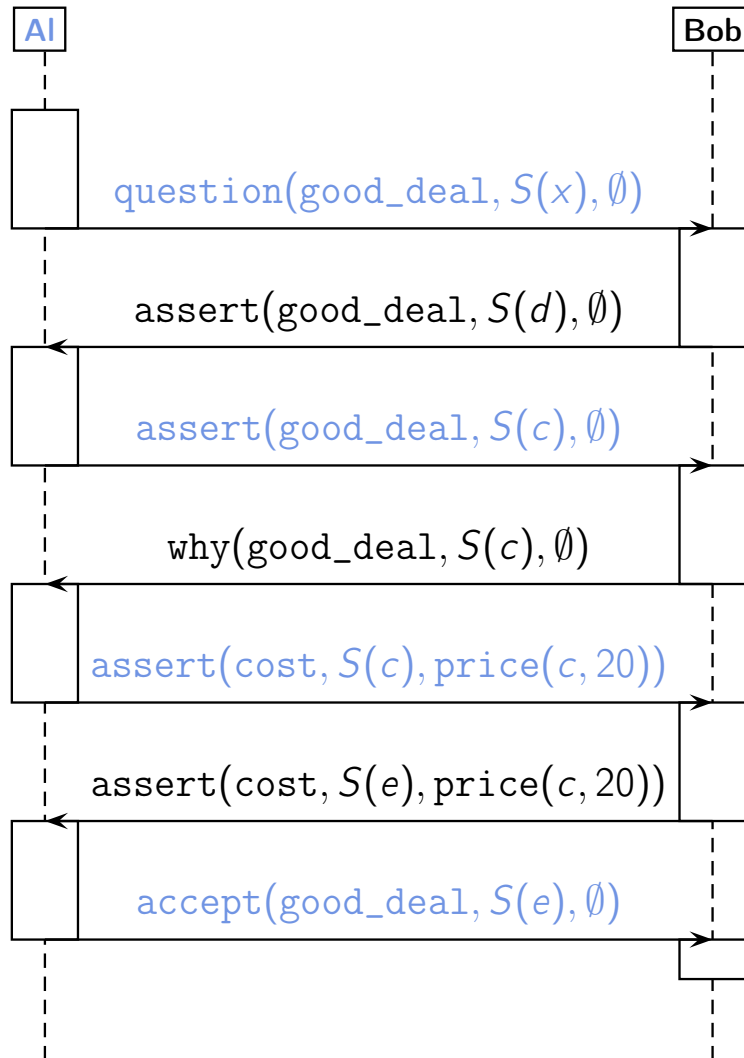 Al Bob
question(good_deal, S(x), ∅)
assert(good_deal, S(d), ∅)
assert(good_deal, S(c), ∅)
why(good_deal, S(c), ∅)
assert(cost, S(c), price(c, 20))
assert(cost, S(e), price(c, 20))
accept(good_deal, S(e), ∅)